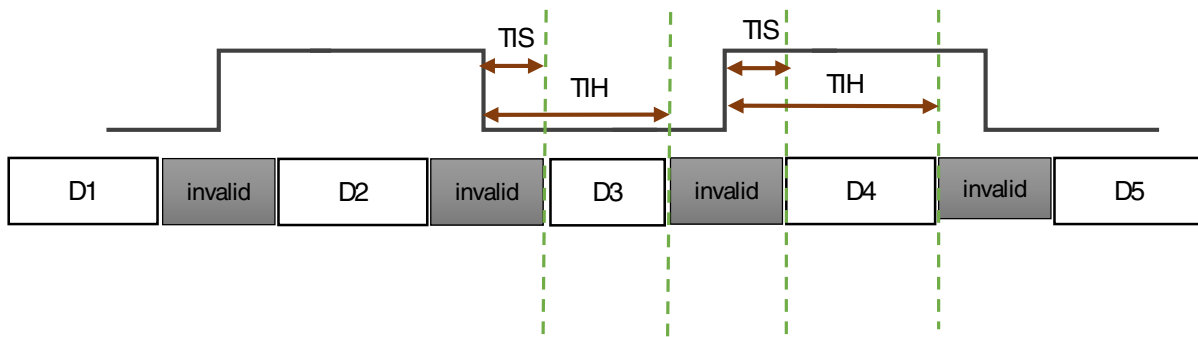 TIS
TIS
TIH
TIH
D1 invalid D2 invalid D3 invalid D4 invalid D5